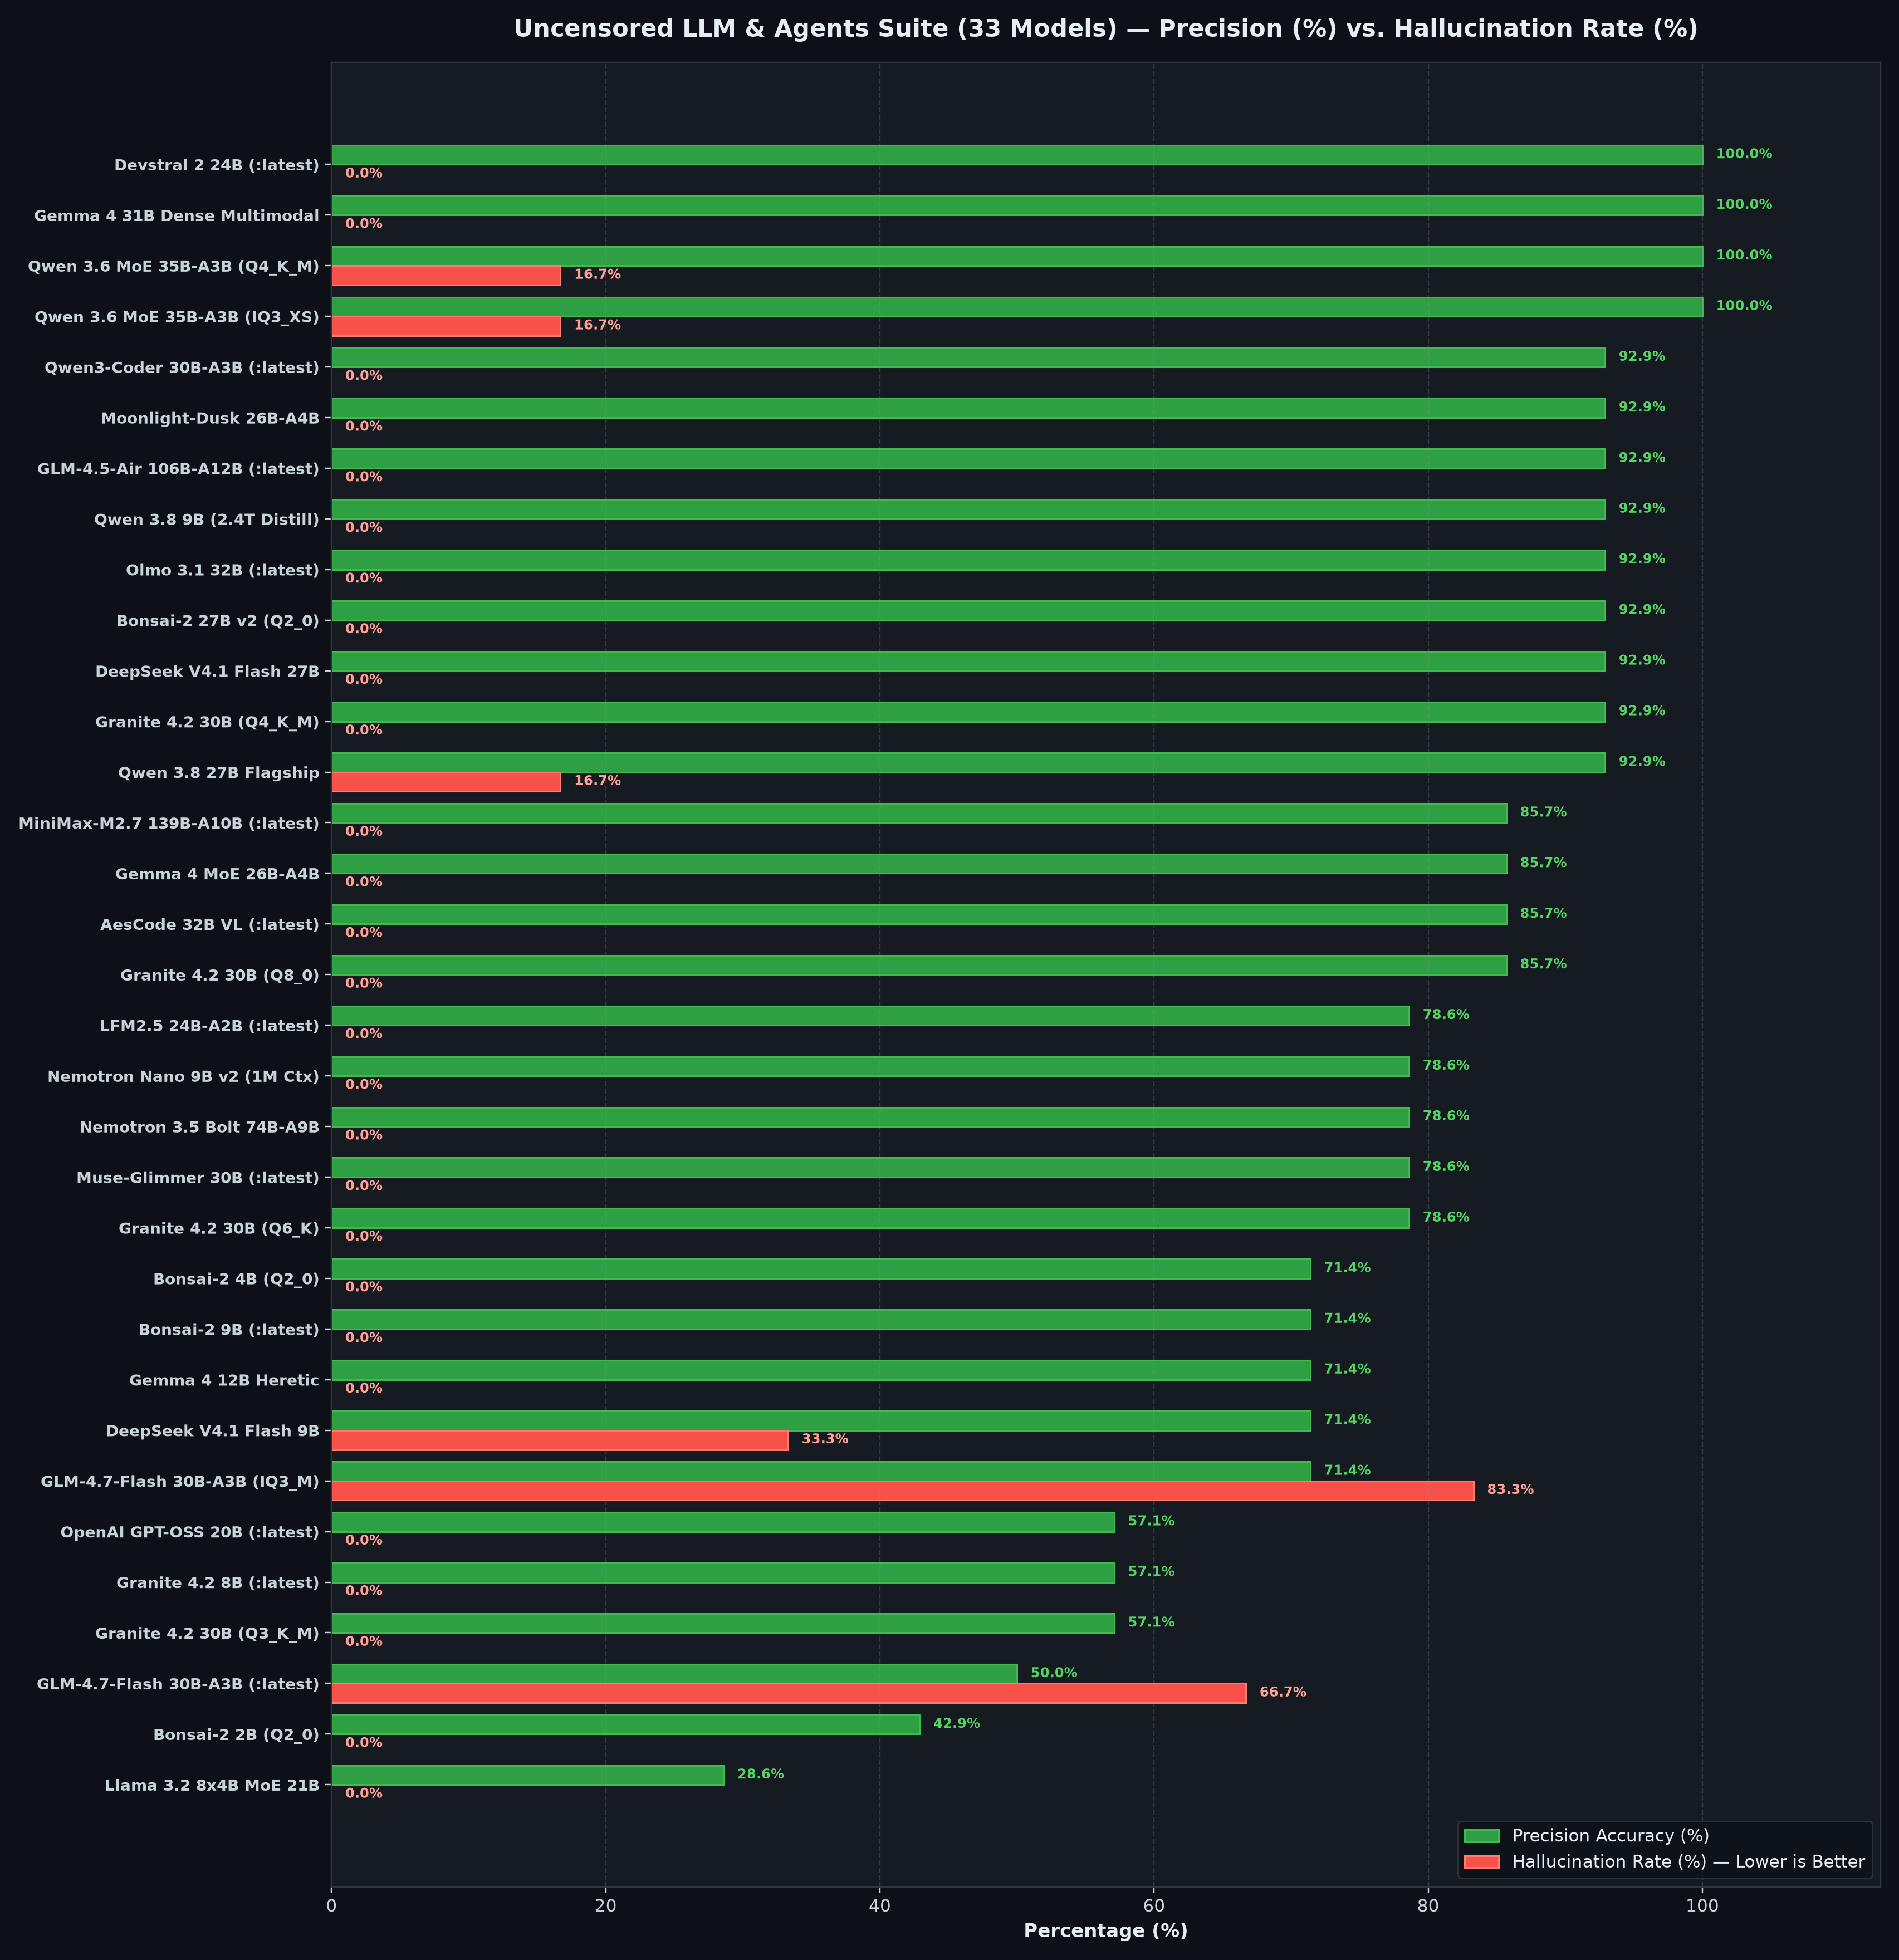 Uncensored LLM & Agents Suite (33 Models) — Precision (%) vs. Hallucination Rate (%)
Devstral 2 24B (:latest)
100.0%
0.0%
Gemma 4 31B Dense Multimodal
100.0%
0.0%
Qwen 3.6 MoE 35B-A3B (Q4_K_M)
100.0%
16.7%
Qwen 3.6 MoE 35B-A3B (IQ3_XS)
100.0%
16.7%
Qwen3-Coder 30B-A3B (:latest)
92.9%
0.0%
Moonlight-Dusk 26B-A4B
92.9%
0.0%
GLM-4.5-Air 106B-A12B (:latest)
92.9%
0.0%
Qwen 3.8 9B (2.4T Distill)
92.9%
0.0%
Olmo 3.1 32B (:latest)
92.9%
0.0%
Bonsai-2 27B v2 (Q2_0)
92.9%
0.0%
DeepSeek V4.1 Flash 27B
92.9%
0.0%
Granite 4.2 30B (Q4_K_M)
92.9%
0.0%
Qwen 3.8 27B Flagship
92.9%
16.7%
MiniMax-M2.7 139B-A10B (:latest)
85.7%
0.0%
Gemma 4 MoE 26B-A4B
85.7%
0.0%
AesCode 32B VL (:latest)
85.7%
0.0%
Granite 4.2 30B (Q8_0)
85.7%
0.0%
LFM2.5 24B-A2B (:latest)
78.6%
0.0%
Nemotron Nano 9B v2 (1M Ctx)
78.6%
0.0%
Nemotron 3.5 Bolt 74B-A9B
78.6%
0.0%
Muse-Glimmer 30B (:latest)
78.6%
0.0%
Granite 4.2 30B (Q6_K)
78.6%
0.0%
Bonsai-2 4B (Q2_0)
71.4%
0.0%
Bonsai-2 9B (:latest)
71.4%
0.0%
Gemma 4 12B Heretic
71.4%
0.0%
DeepSeek V4.1 Flash 9B
71.4%
33.3%
GLM-4.7-Flash 30B-A3B (IQ3_M)
71.4%
83.3%
OpenAI GPT-OSS 20B (:latest)
57.1%
0.0%
Granite 4.2 8B (:latest)
57.1%
0.0%
Granite 4.2 30B (Q3_K_M)
57.1%
0.0%
GLM-4.7-Flash 30B-A3B (:latest)
50.0%
66.7%
Bonsai-2 2B (Q2_0)
42.9%
0.0%
Llama 3.2 8x4B MoE 21B
28.6%
0.0%
Precision Accuracy (%)
Hallucination Rate (%) — Lower is Better
0 20 40 60 80 100
Percentage (%)